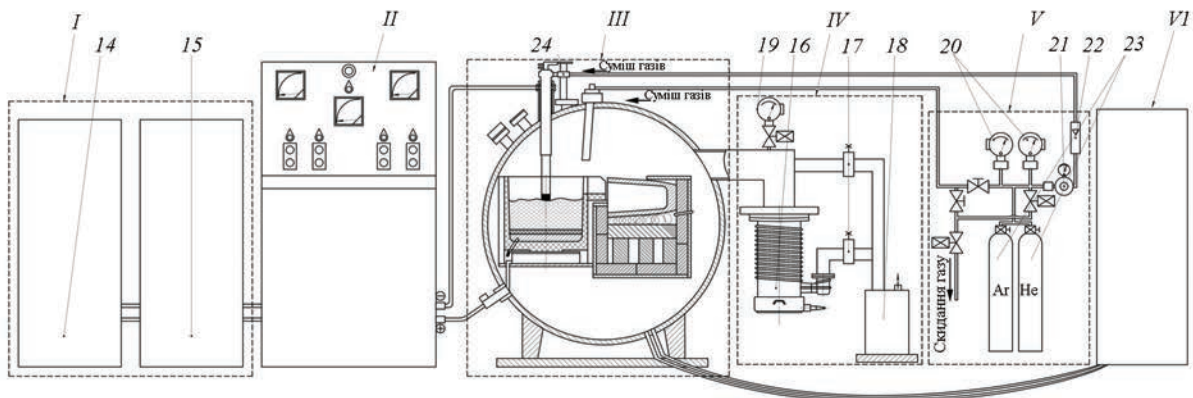 I
14
15
II
24
III
IV
19
16
17
18
20
V
21
22
23
VI
Суміш газів
Суміш газів
Ar
He
Скидання газу